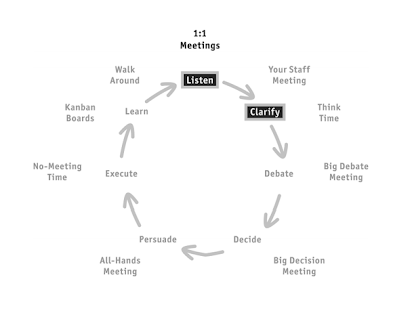 1:1
Meetings
Walk
Around
Listen
Your Staff
Meeting
Kanban
Boards
Learn
Clarify
Think
Time
No-Meeting
Time
Execute
Debate
Big Debate
Meeting
Persuade
Decide
All-Hands
Meeting
Big Decision
Meeting